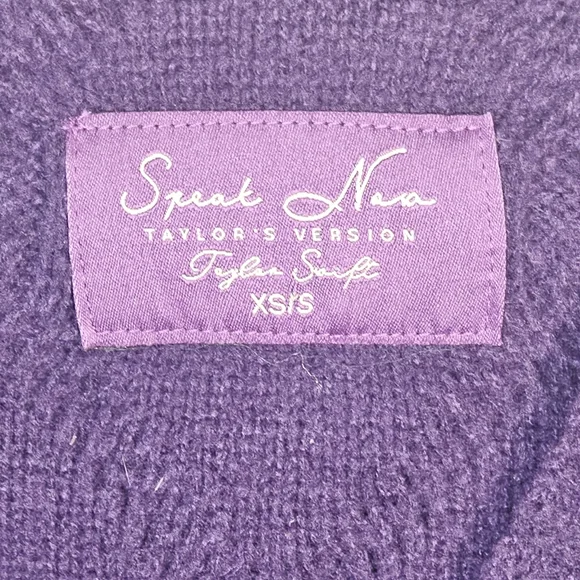 Speak Now
TAYLOR'S VERSION
Taylor Swift
XS/S